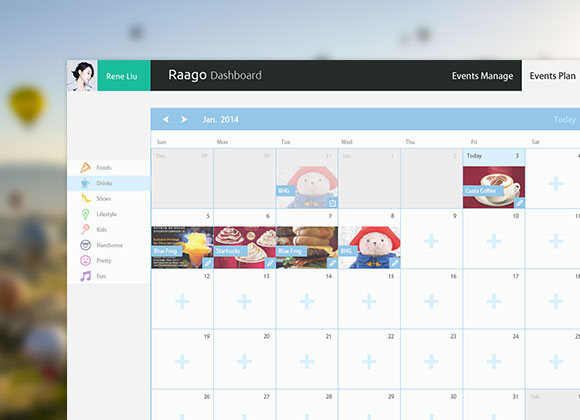 Rene Liu
Raago Dashboard
Events Manage
Events Plan
Jan. 2014
Today
Sun Mon Tue Wed Thu Fri Sat
Foods
Drinks
Shoes
Lifestyle
Kids
Handsome
Pretty
Fun
Dec. 29 30 31 Jan. 1 2 Today 3 4
BHG
Costa Coffee
5 6 7 8 9 10 11
Blue Frog Starbucks Blue Frog BHG
12 13 14 15 16 17 18
19 20 21 22 23 24 25
26 27 28 29 30 31 Feb.